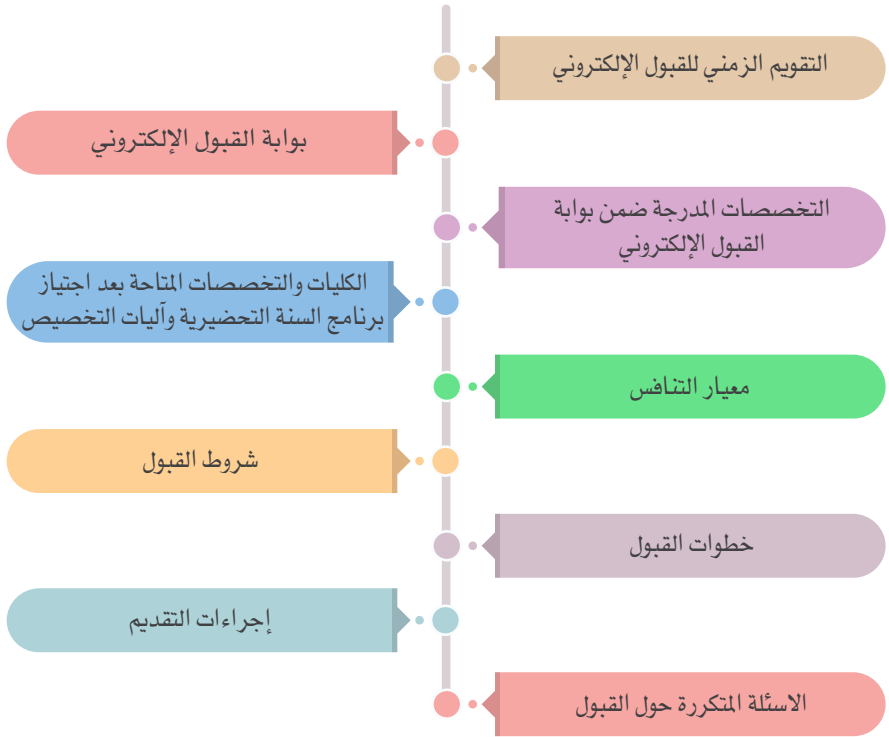 التقويم الزمني للقبول الإلكتروني
بوابة القبول الإلكتروني
التخصصات المدرجة ضمن بوابة
القبول الإلكتروني
الكليات والتخصصات المتاحة بعد اجتياز
برنامج السنة التحضيرية وآليات التخصيص
معيار التنافس
شروط القبول
خطوات القبول
إجراءات التقديم
الاسئلة المتكررة حول القبول